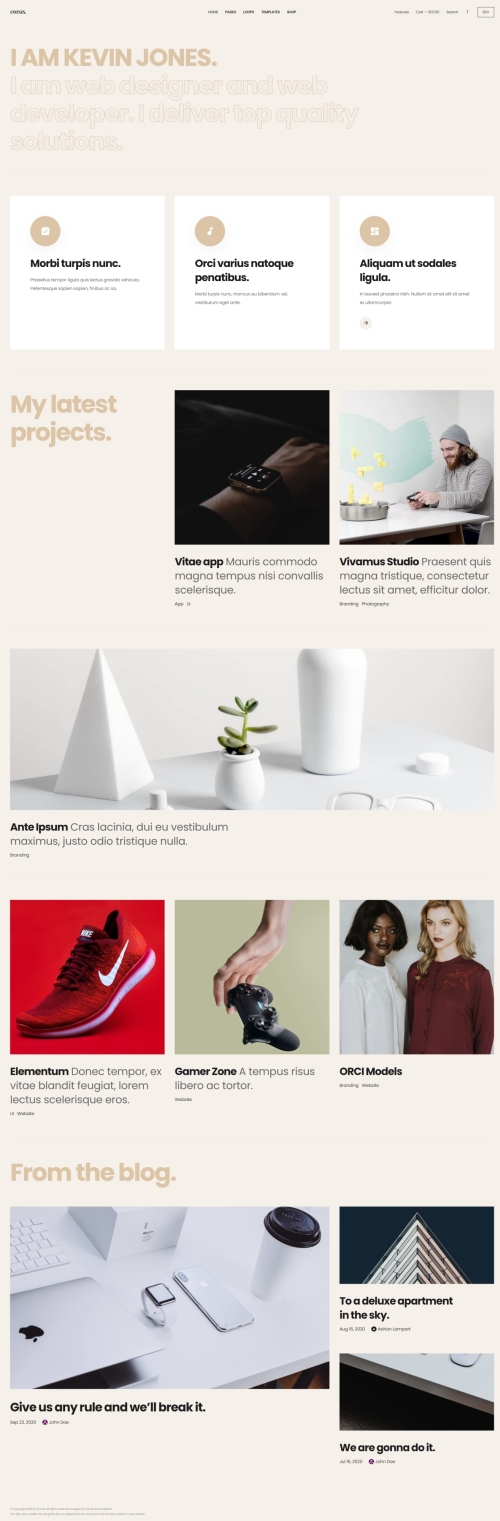 OHNIX.
HOME PAGES LOOPS TEMPLATES SHOP
Features Cart — $00.00 Search
I AM KEVIN JONES.
I am web designer and web
developer. I deliver top quality
solutions.
Morbi turpis nunc.
Phasellus tempor ligula quis lectus gravida vehicula.
Pellentesque sapien sapien, finibus ac sa.
Orci varius natoque
penatibus.
Morbi turpis nunc, rhoncus eu bibendum vel,
vestibulum eget ante.
Aliquam ut sodales
ligula.
In laoreet pharetra nibh. Nullam sit amet elit sit amet
ex ullamcorper.
My latest
projects.
Vitae app Mauris commodo
magna tempus nisi convallis
scelerisque.
App UI
Vivamus Studio Praesent quis
magna tristique, consectetur
lectus sit amet, efficitur dolor.
Branding Photography
Ante Ipsum Cras lacinia, dui eu vestibulum
maximus, justo odio tristique nulla.
Branding
NIKE
Elementum Donec tempor, ex
vitae blandit feugiat, lorem
lectus scelerisque eros.
UI Website
Gamer Zone A tempus risus
libero ac tortor.
Website
ORCI Models
Branding Website
From the blog.
Give us any rule and we'll break it.
Sep 23, 2020 John Doe
To a deluxe apartment
in the sky.
Aug 16, 2020 Adrian Lampart
We are gonna do it.
Jul 15, 2020 John Doe